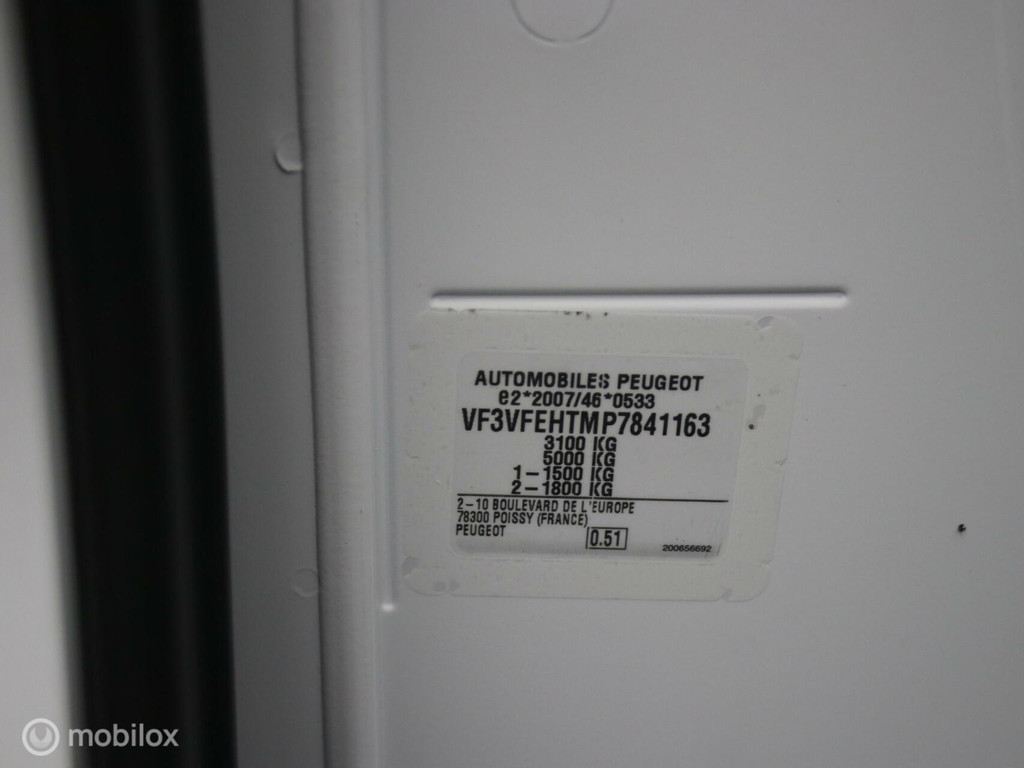 AUTOMOBILES PEUGEOT
e2*2007/46*0533
VF3VFEHTMP7841163
3100 KG
5000 KG
1-1500 KG
2-1800 KG
2-10 BOULEVARD DE L'EUROPE
78300 POISSY (FRANCE)
PEUGEOT
0.51
200656692
mobilox